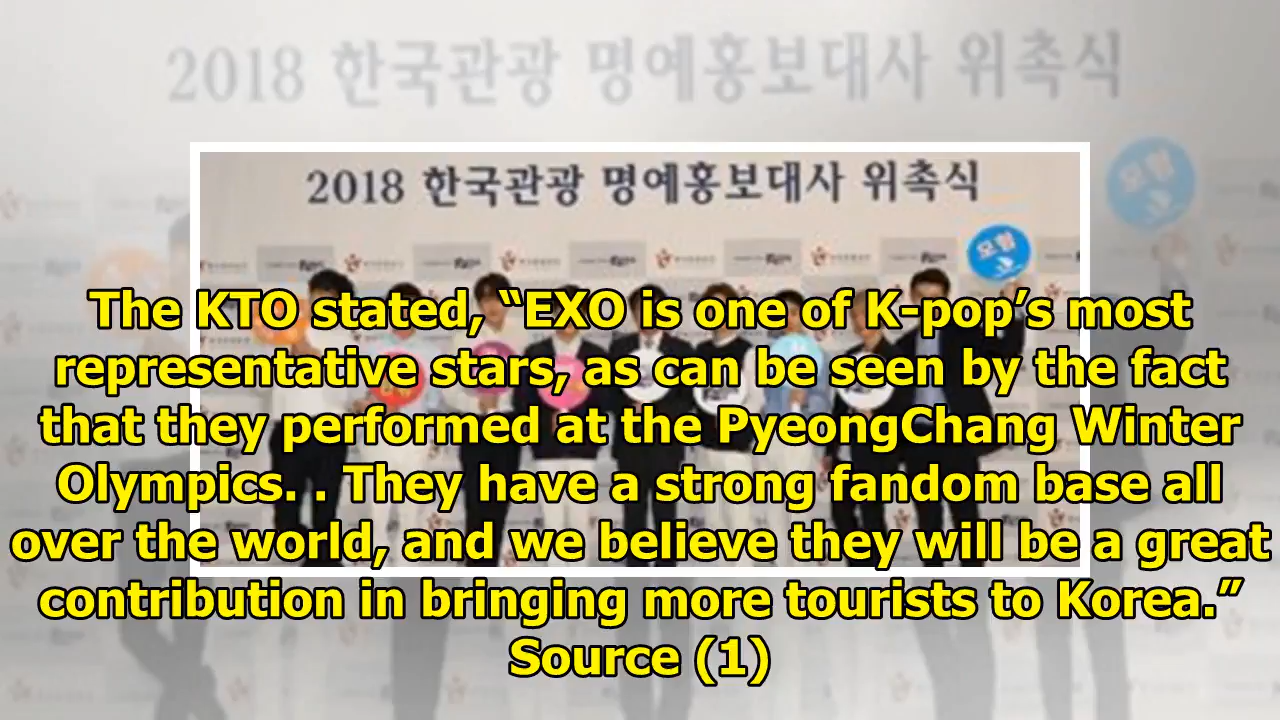 2018 한국관광 명예홍보대사 위촉식
2018 한국관광 명예홍보대사 위촉식
The KTO stated, “EXO is one of K-pop’s most
representative stars, as can be seen by the fact
that they performed at the PyeongChang Winter
Olympics. . They have a strong fandom base all
over the world, and we believe they will be a great
contribution in bringing more tourists to Korea.”
Source (1)